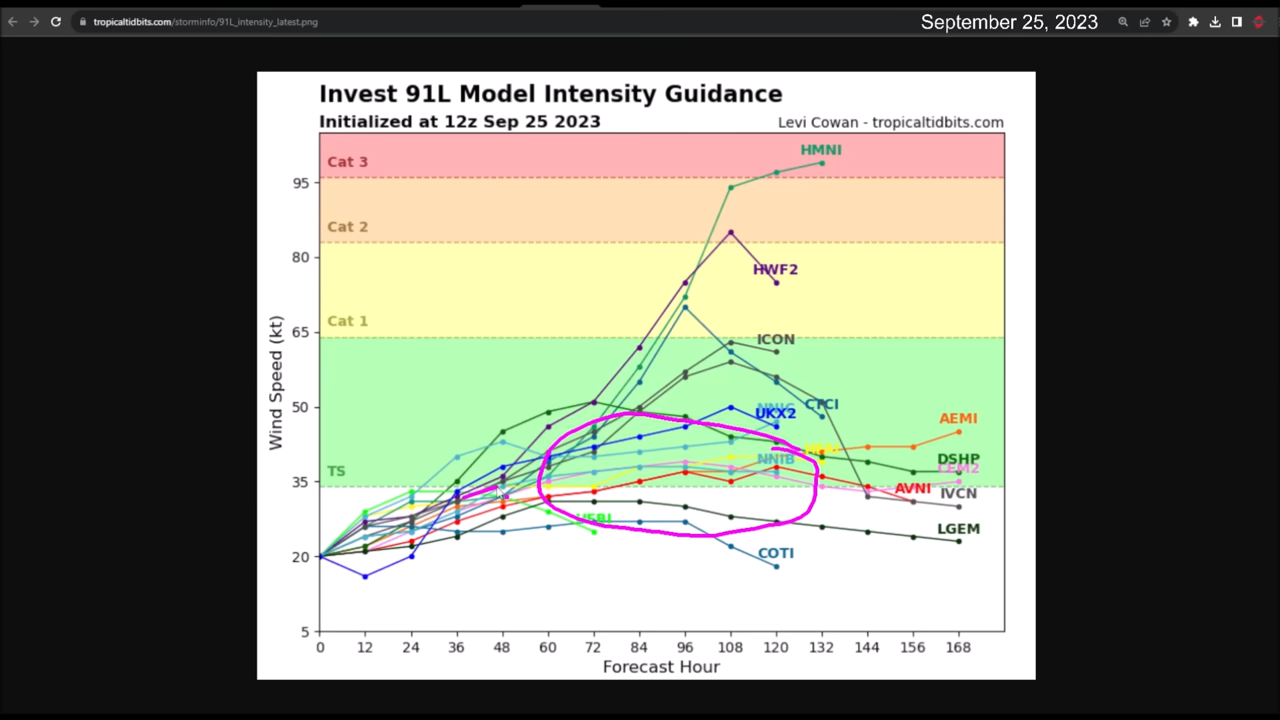 tropicaltidbits.com/storminfo/91L_intensity_latest.png
September 25, 2023
Invest 91L Model Intensity Guidance
Initialized at 12z Sep 25 2023
Levi Cowan - tropicaltidbits.com
HMNI
Cat 3
95
Cat 2
80
HWF2
Cat 1
65
ICON
Wind Speed (kt)
50
UKX2
CTCI
AEMI
TS
NNIB
DSHP
CEM2
35
AVNI
IVCN
LGEM
COTI
20
5
0
12
24
36
48
60
72
84
96
108
120
132
144
156
168
Forecast Hour